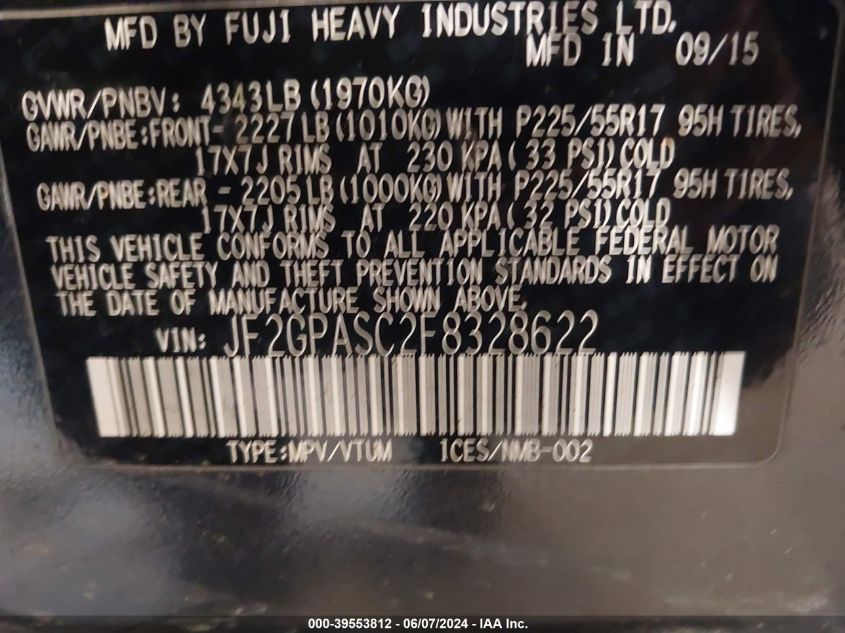 MFD BY FUJI HEAVY INDUSTRIES LTD.
MFD IN 09/15
GVWR/PNBV: 4343LB (1970KG)
GAWR/PNBE:FRONT- 2227 LB (1010KG) WITH P225/55R17 95H TIRES,
17X7J RIMS AT 230 KPA ( 33 PSI) COLD
GAWR/PNBE:REAR - 2205 LB (1000KG) WITH P225/55R17 95H TIRES,
17X7J RIMS AT 220 KPA ( 32 PSI) COLD
THIS VEHICLE CONFORMS TO ALL APPLICABLE FEDERAL MOTOR
VEHICLE SAFETY AND THEFT PREVENTION STANDARDS IN EFFECT ON
THE DATE OF MANUFACTURE SHOWN ABOVE.
VIN: JF2GPASC2F8328622
TYPE:MPV/VTUM ICES/NMB-002
000-39553812 - 06/07/2024 - IAA Inc.